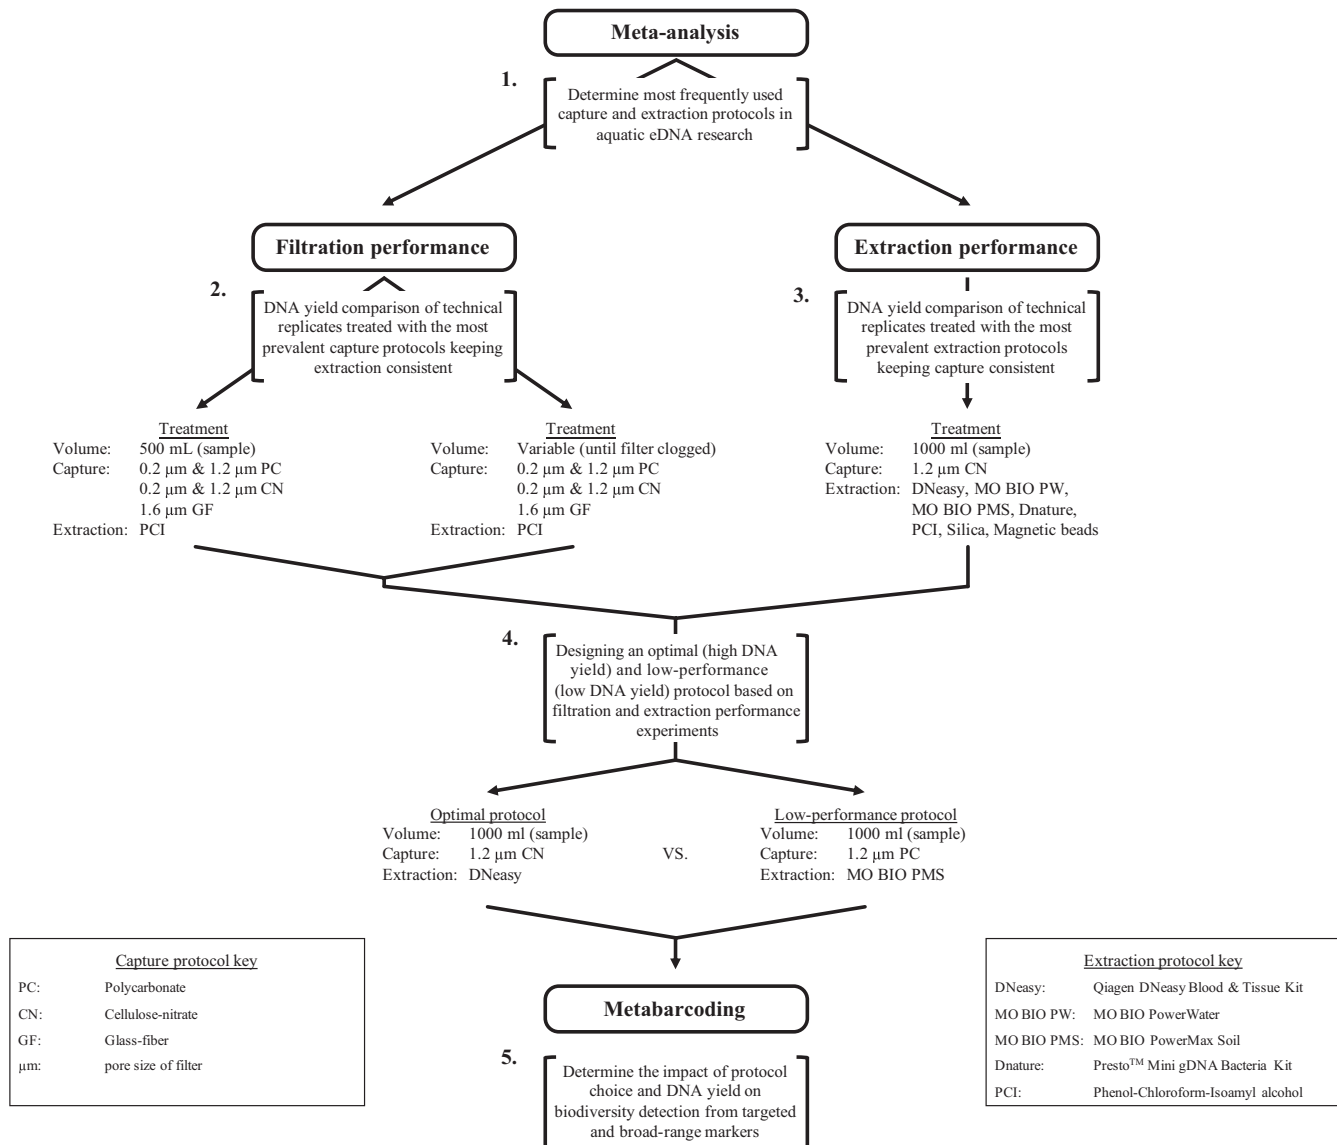 Meta-analysis
1.
Determine most frequently used
capture and extraction protocols in
aquatic eDNA research
Filtration performance
2.
DNA yield comparison of technical
replicates treated with the most
prevalent capture protocols keeping
extraction consistent
Extraction performance
3.
DNA yield comparison of technical
replicates treated with the most
prevalent extraction protocols
keeping capture consistent
Treatment
Volume: 500 mL (sample)
Capture: 0.2 µm & 1.2 µm PC
0.2 µm & 1.2 µm CN
1.6 µm GF
Extraction: PCI
Treatment
Volume: Variable (until filter clogged)
Capture: 0.2 µm & 1.2 µm PC
0.2 µm & 1.2 µm CN
1.6 µm GF
Extraction: PCI
Treatment
Volume: 1000 ml (sample)
Capture: 1.2 µm CN
Extraction: DNeasy, MO BIO PW,
MO BIO PMS, Dnature,
PCI, Silica, Magnetic beads
4.
Designing an optimal (high DNA
yield) and low-performance
(low DNA yield) protocol based on
filtration and extraction performance
experiments
Optimal protocol
Volume: 1000 ml (sample)
Capture: 1.2 µm CN
Extraction: DNeasy
VS.
Low-performance protocol
Volume: 1000 ml (sample)
Capture: 1.2 µm PC
Extraction: MO BIO PMS
Capture protocol key
PC: Polycarbonate
CN: Cellulose-nitrate
GF: Glass-fiber
µm: pore size of filter
Metabarcoding
5.
Determine the impact of protocol
choice and DNA yield on
biodiversity detection from targeted
and broad-range markers
Extraction protocol key
DNeasy: Qiagen DNeasy Blood & Tissue Kit
MO BIO PW: MO BIO PowerWater
MO BIO PMS: MO BIO PowerMax Soil
Dnature: Presto™ Mini gDNA Bacteria Kit
PCI: Phenol-Chloroform-Isoamyl alcohol